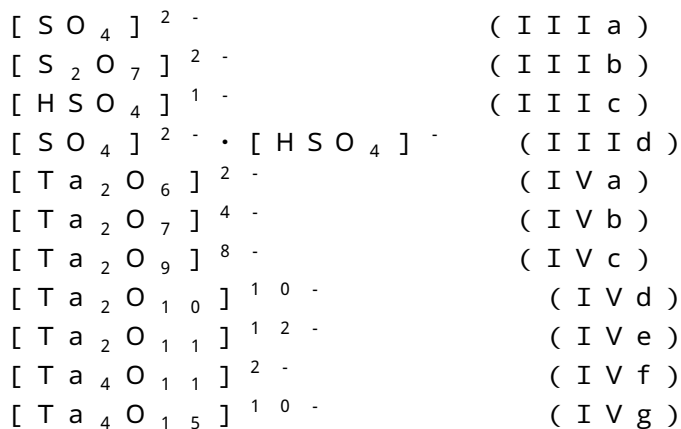 [SO₄]²⁻ (IIIa)
[S₂O₇]²⁻ (IIIb)
[HSO₄]¹⁻ (IIIc)
[SO₄]²⁻・[HSO₄]⁻ (IIId)
[Ta₂O₆]²⁻ (IVa)
[Ta₂O₇]⁴⁻ (IVb)
[Ta₂O₉]⁸⁻ (IVc)
[Ta₂O₁₀]¹⁰⁻ (IVd)
[Ta₂O₁₁]¹²⁻ (IVe)
[Ta₄O₁₁]²⁻ (IVf)
[Ta₄O₁₅]¹⁰⁻ (IVg)